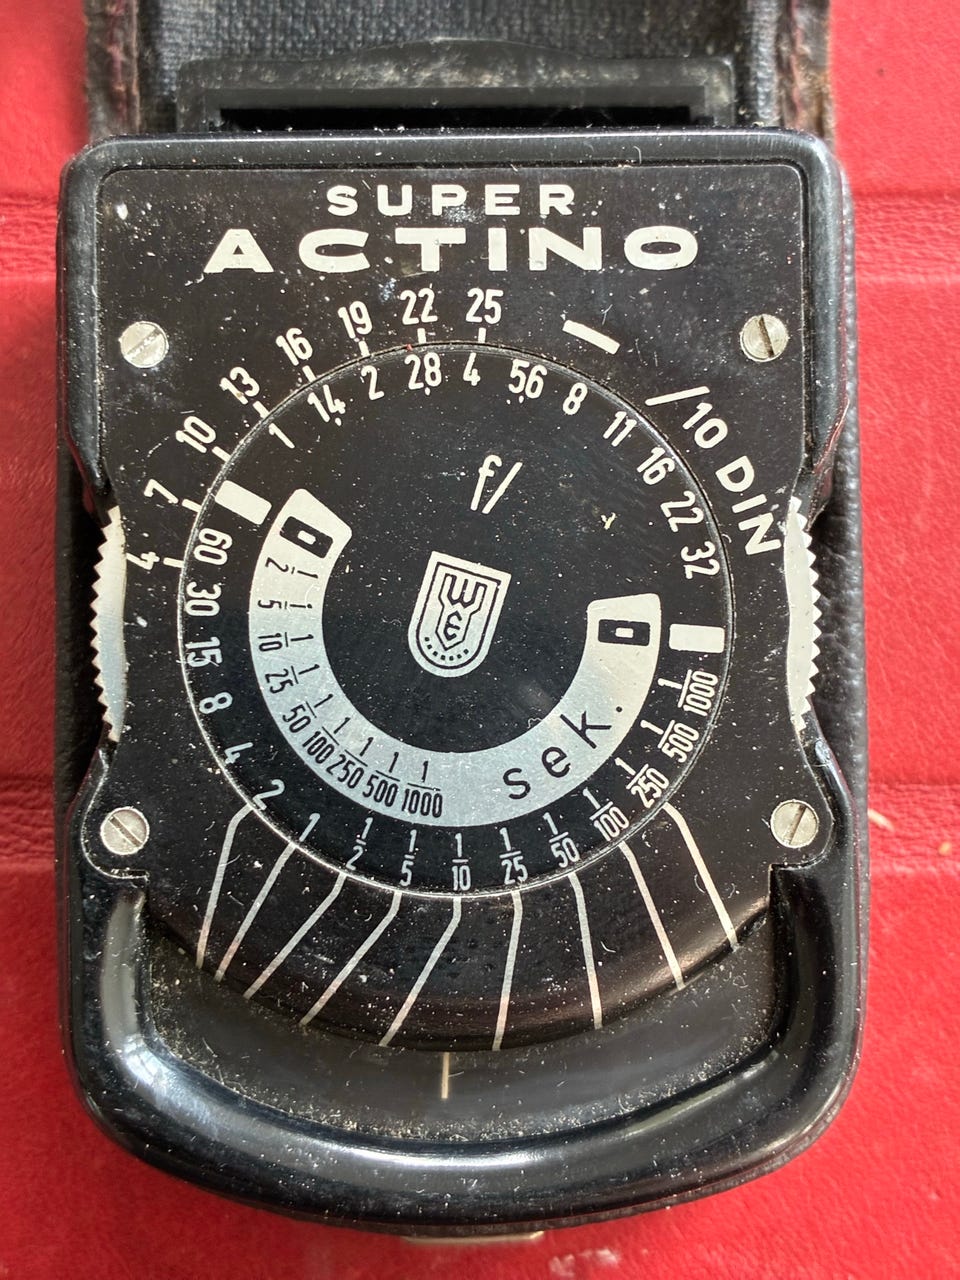 SUPER
ACTINO
4 7 10 13 16 19 22 25
/10 DIN
1 1,4 2 2,8 4 5,6 8 11 16 22 32
f/
60 30 15 8 4 2 1 1/2 1/5 1/10 1/25 1/50 1/100 1/250 1/500 1/1000
1/2 1/5 1/10 1/25 1/50 1/100 1/250 1/500 1/1000
sek.